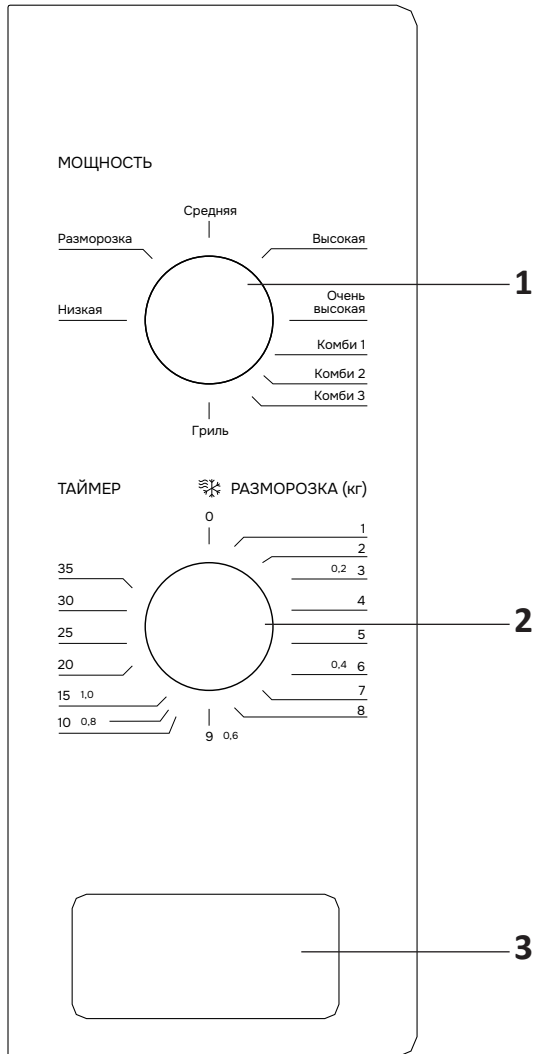 МОЩНОСТЬ
Средняя
Разморозка
Высокая
1
Низкая
Очень
высокая
Комби 1
Комби 2
Комби 3
Гриль
ТАЙМЕР
РАЗМОРОЗКА (кг)
0
1
2
35
0,2 3
30
4
2
25
5
20
0,4 6
15 1,0
7
10 0,8
8
9 0,6
3